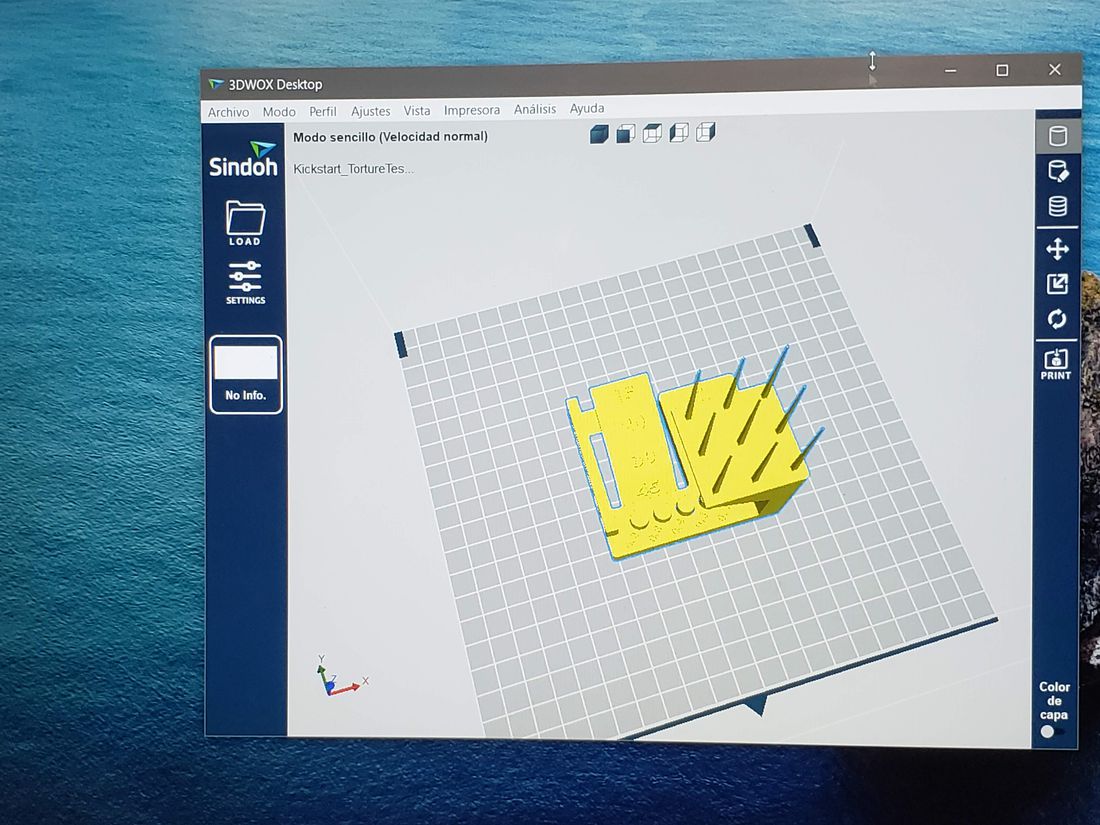 3DWOX Desktop
Archivo Modo Perfil Ajustes Vista Impresora Análisis Ayuda
Modo sencillo (Velocidad normal)
Kickstart_TortureTes...
Sindoh
LOAD
SETTINGS
No Info.
PRINT
Color
de
capa
Y
Z
X